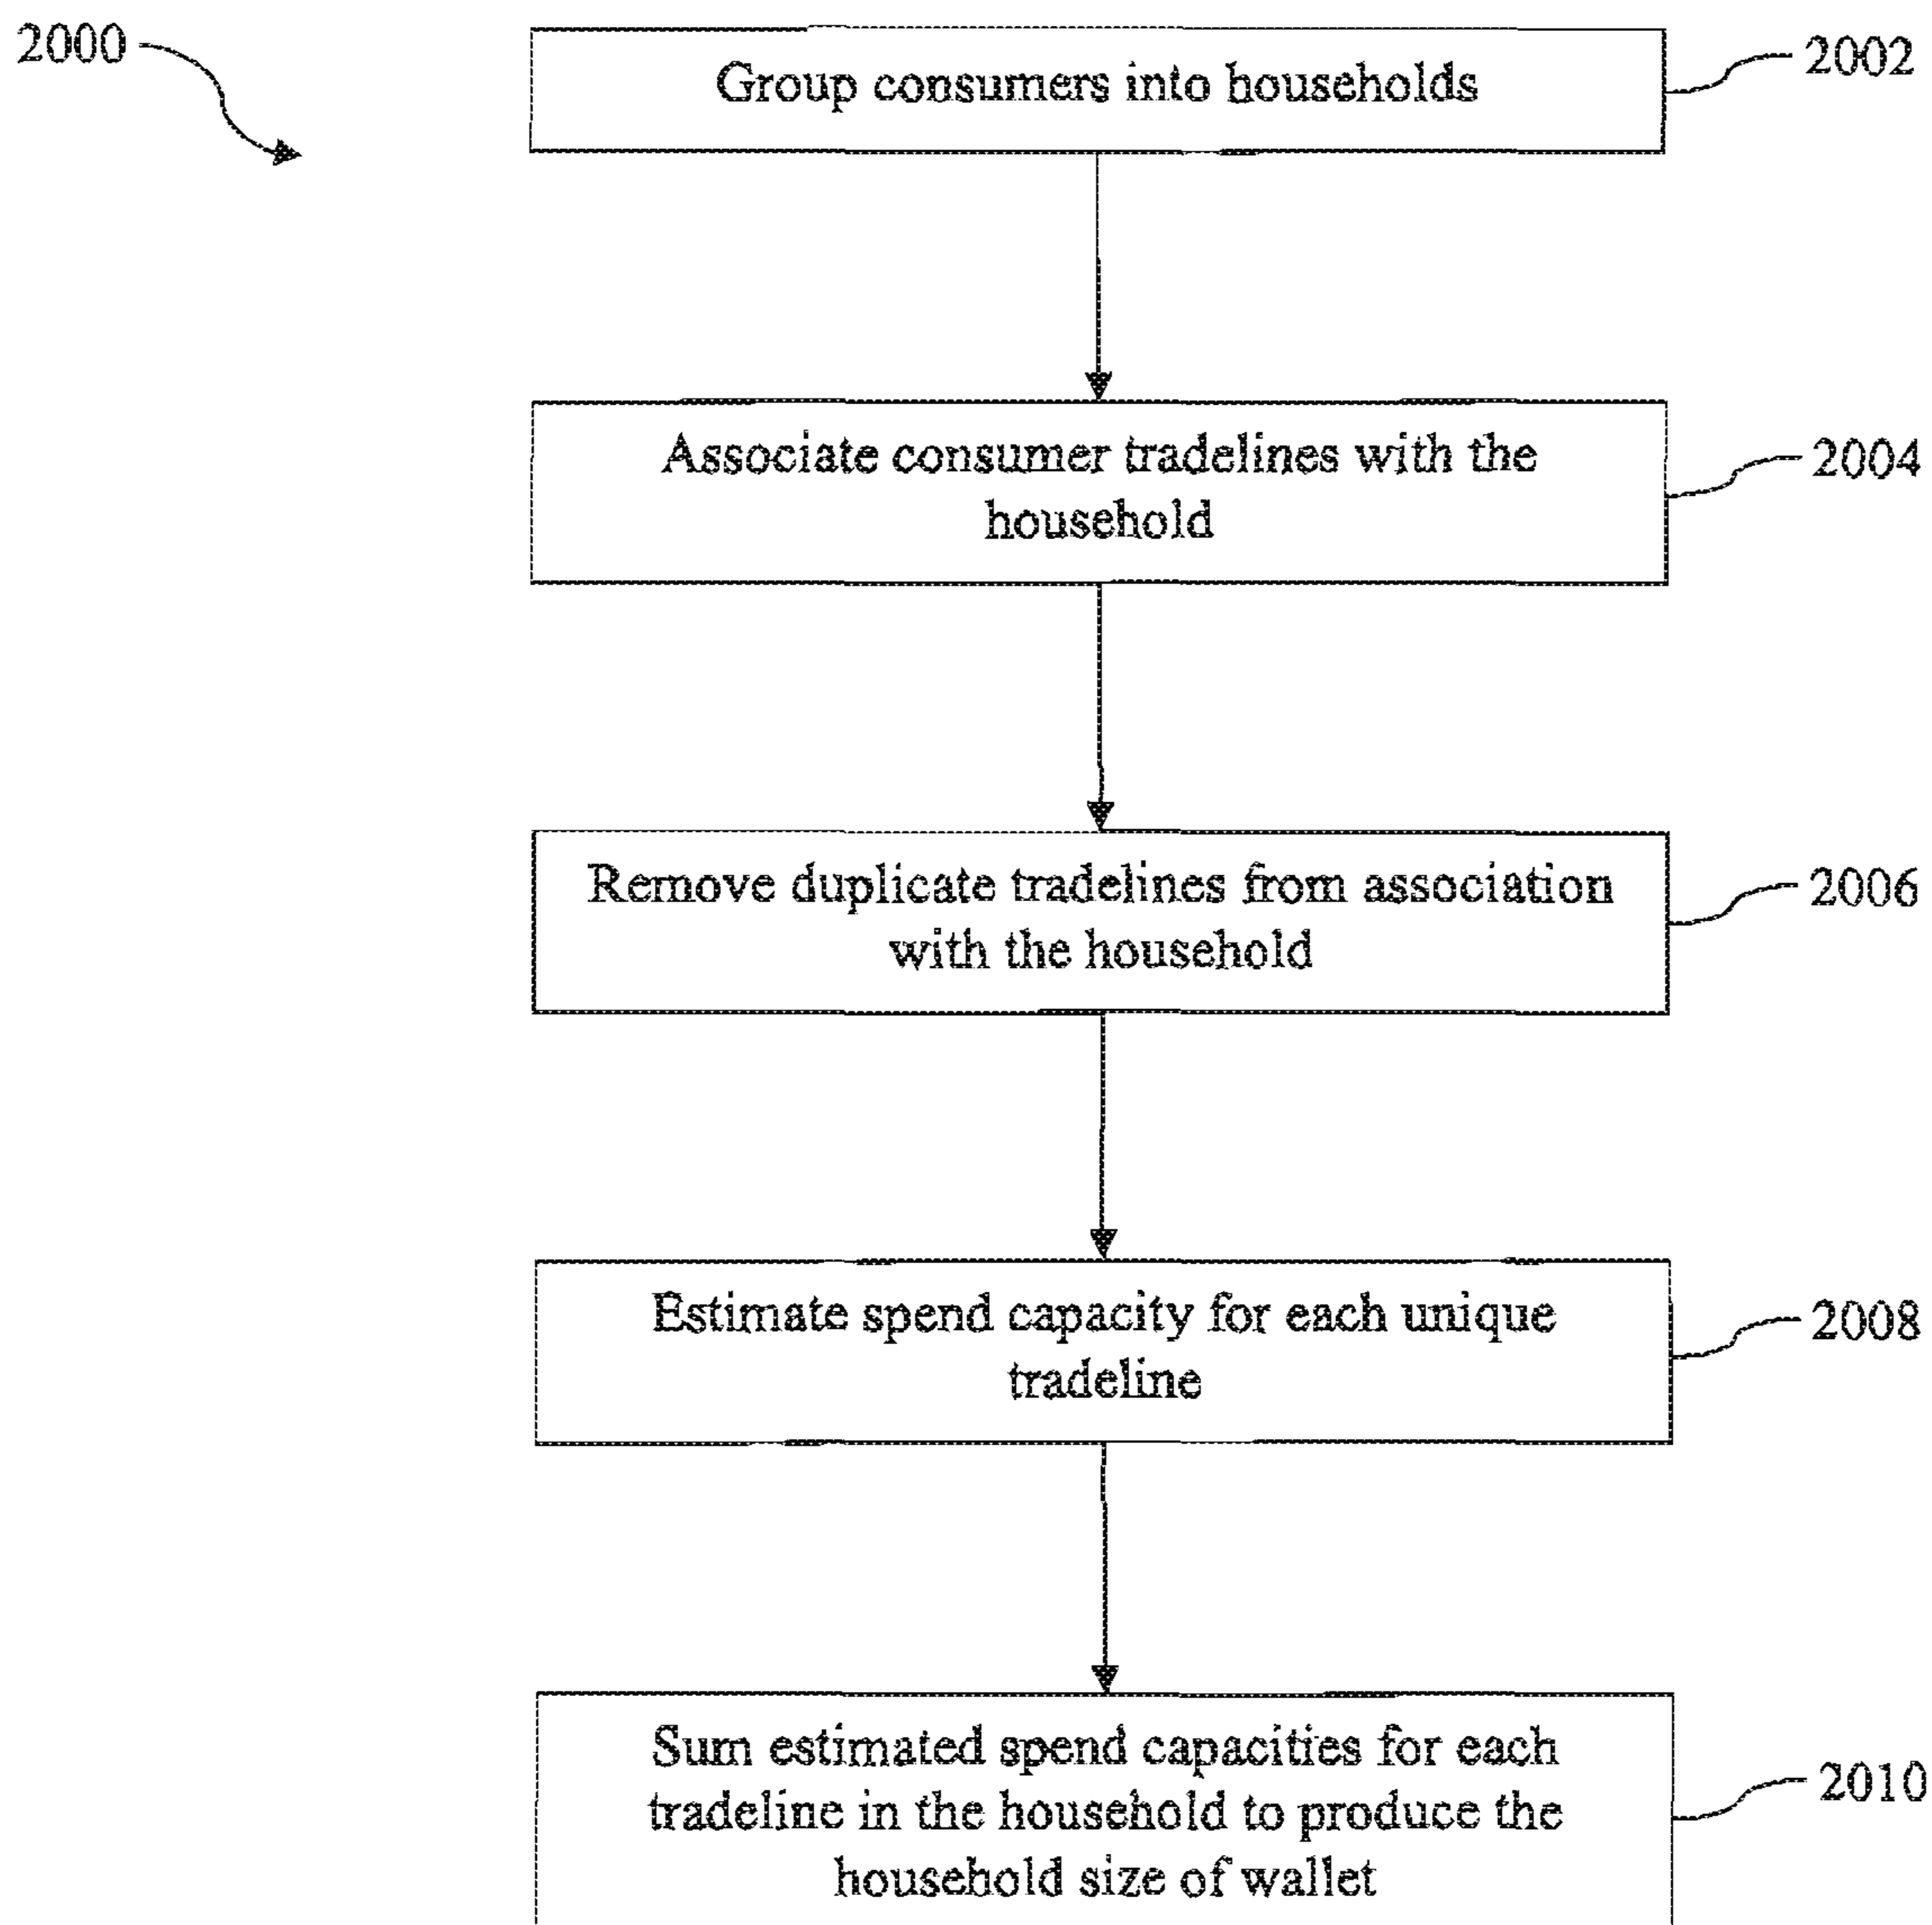 2000
Group consumers into households
2002
Associate consumer tradelines with the
household
2004
Remove duplicate tradelines from association
with the household
2006
Estimate spend capacity for each unique
tradeline
2008
Sum estimated spend capacities for each
tradeline in the household to produce the
household size of wallet
2010